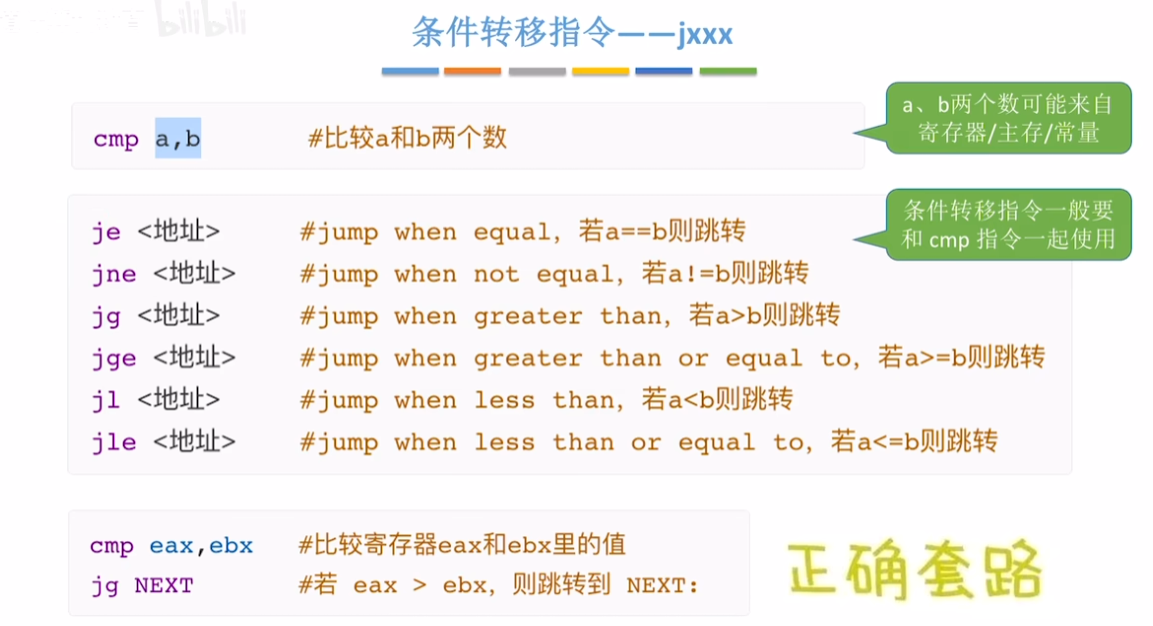 bilibili
条件转移指令——jxxx
cmp a,b #比较a和b两个数
a、b两个数可能来自
寄存器/主存/常量
条件转移指令一般要
和 cmp 指令一起使用
je <地址> #jump when equal，若a==b则跳转
jne <地址> #jump when not equal，若a!=b则跳转
jg <地址> #jump when greater than，若a>b则跳转
jge <地址> #jump when greater than or equal to，若a>=b则跳转
jl <地址> #jump when less than，若a<b则跳转
jle <地址> #jump when less than or equal to，若a<=b则跳转
cmp eax,ebx #比较寄存器eax和ebx里的值
jg NEXT #若 eax > ebx，则跳转到 NEXT:
正确套路